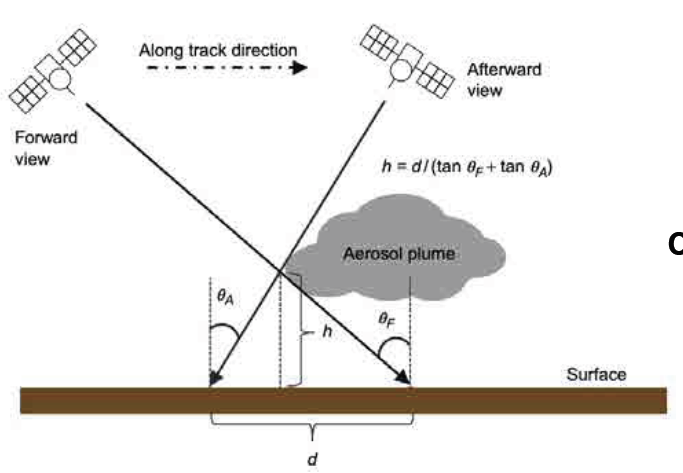 Along track direction
Afterward
view
Forward
view
h = d/(tan θF + tan θA)
Aerosol plume
θA
θF
h
Surface
d